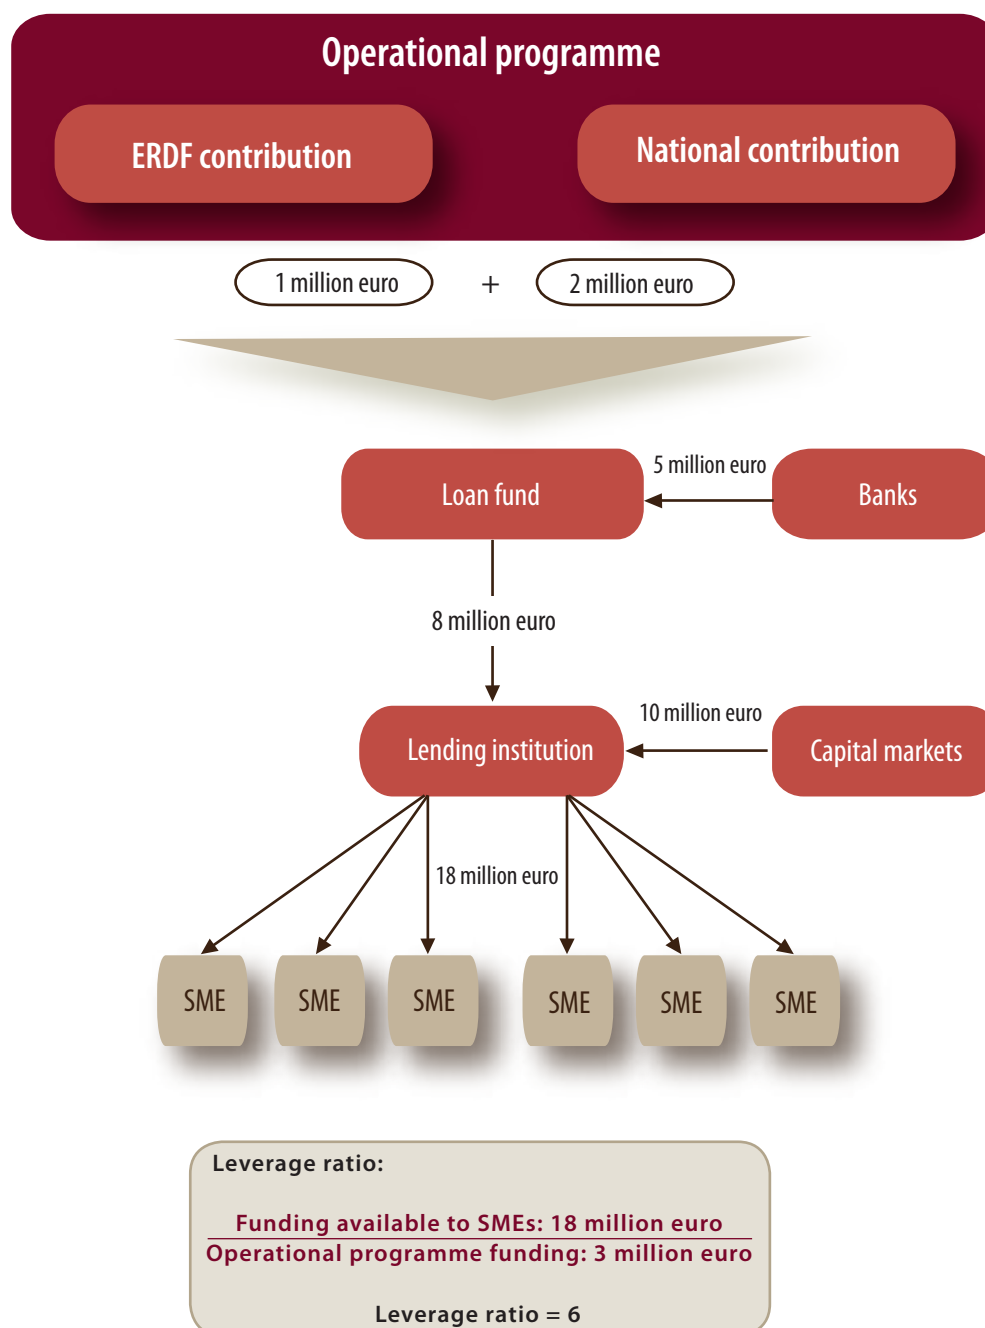 Operational programme
ERDF contribution
National contribution
1 million euro
+
2 million euro
Loan fund
5 million euro
Banks
8 million euro
Lending institution
10 million euro
Capital markets
18 million euro
SME
SME
SME
SME
SME
SME
Leverage ratio:
Funding available to SMEs: 18 million euro
Operational programme funding: 3 million euro
Leverage ratio = 6